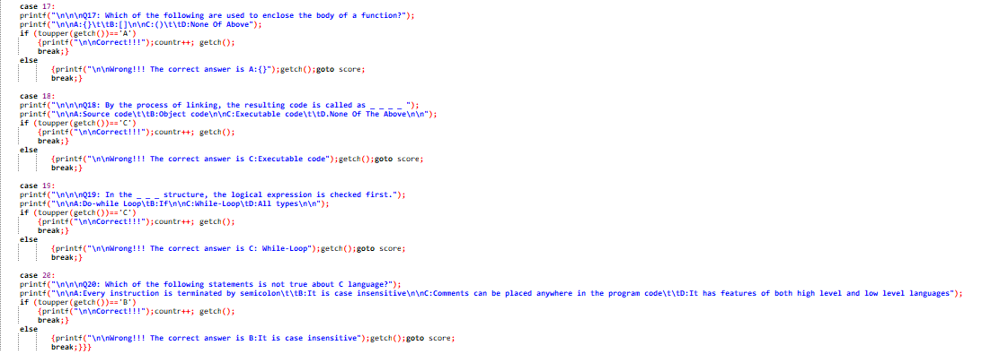 case 17:
printf("\n\n\nQ17: Which of the following are used to enclose the body of a function?");
printf("\n\nA:{}\t\tB:[]\n\nC:()\t\tD:None Of Above");
if (toupper(getch())=='A')
{printf("\n\nCorrect!!!");countr++; getch();
break;}
else
{printf("\n\nWrong!!! The correct answer is A:{}");getch();goto score;
break;}
case 18:
printf("\n\n\nQ18: By the process of linking, the resulting code is called as _ _ _ _ ");
printf("\n\nA:Source code\t\tB:Object code\n\nC:Executable code\t\tD.None Of The Above\n\n");
if (toupper(getch())=='C')
{printf("\n\nCorrect!!!");countr++; getch();
break;}
else
{printf("\n\nWrong!!! The correct answer is C:Executable code");getch();goto score;
break;}
case 19:
printf("\n\n\nQ19: In the _ _ _ structure, the logical expression is checked first.");
printf("\n\nA:Do-while Loop\tB:If\n\nC:While-Loop\tD:All types\n\n");
if (toupper(getch())=='C')
{printf("\n\nCorrect!!!");countr++; getch();
break;}
else
{printf("\n\nWrong!!! The correct answer is C: While-Loop");getch();goto score;
break;}
case 20:
printf("\n\n\nQ20: Which of the following statements is not true about C language?");
printf("\n\nA:Every instruction is terminated by semicolon\t\tB:It is case insensitive\n\nC:Comments can be placed anywhere in the program code\t\tD:It has features of both high level and low level languages");
if (toupper(getch())=='B')
{printf("\n\nCorrect!!!");countr++; getch();
break;}
else
{printf("\n\nWrong!!! The correct answer is B:It is case insensitive");getch();goto score;
break;}}}